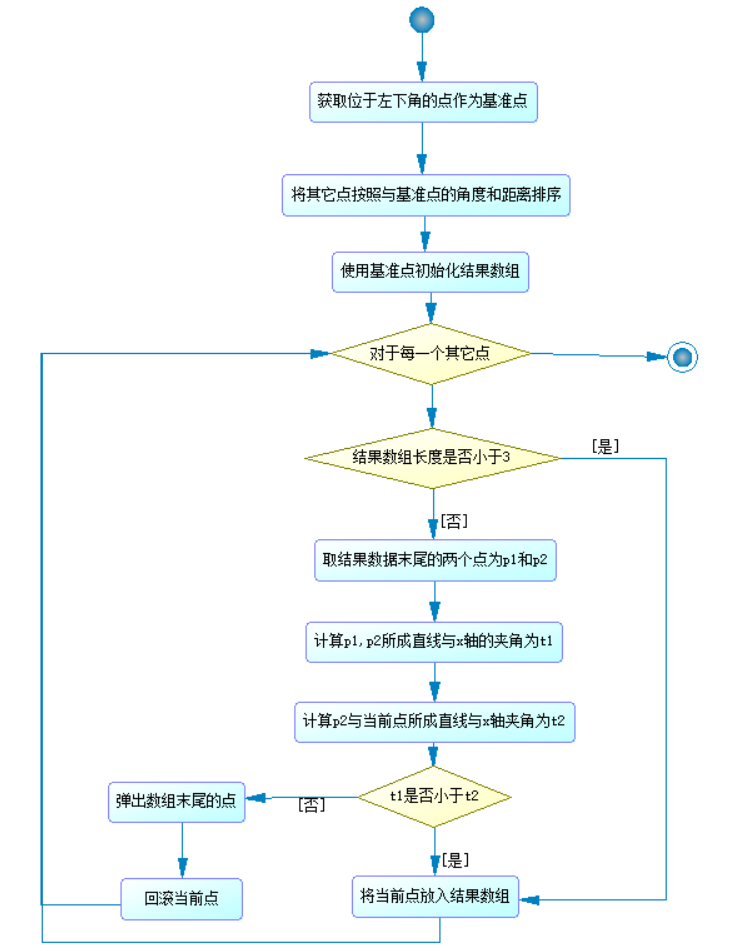 获取位于左下角的点作为基准点
将其它点按照与基准点的角度和距离排序
使用基准点初始化结果数组
对于每一个其它点
结果数组长度是否小于3
[是]
[否]
取结果数据末尾的两个点为p1和p2
计算p1,p2所成直线与x轴的夹角为t1
计算p2与当前点所成直线与x轴夹角为t2
t1是否小于t2
[否]
弹出数组末尾的点
[是]
回滚当前点
将当前点放入结果数组